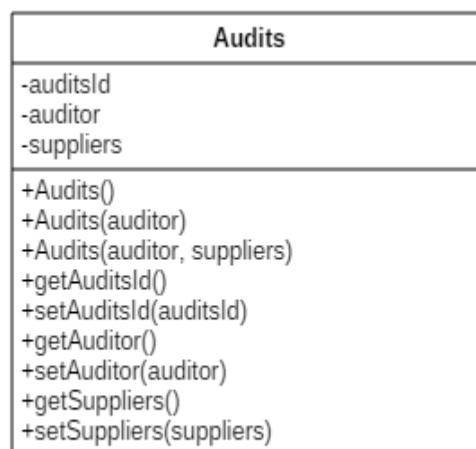 Audits
-auditsId
-auditor
-suppliers
+Audits()
+Audits(auditor)
+Audits(auditor, suppliers)
+getAuditsId()
+setAuditsId(auditsId)
+getAuditor()
+setAuditor(auditor)
+getSuppliers()
+setSuppliers(suppliers)